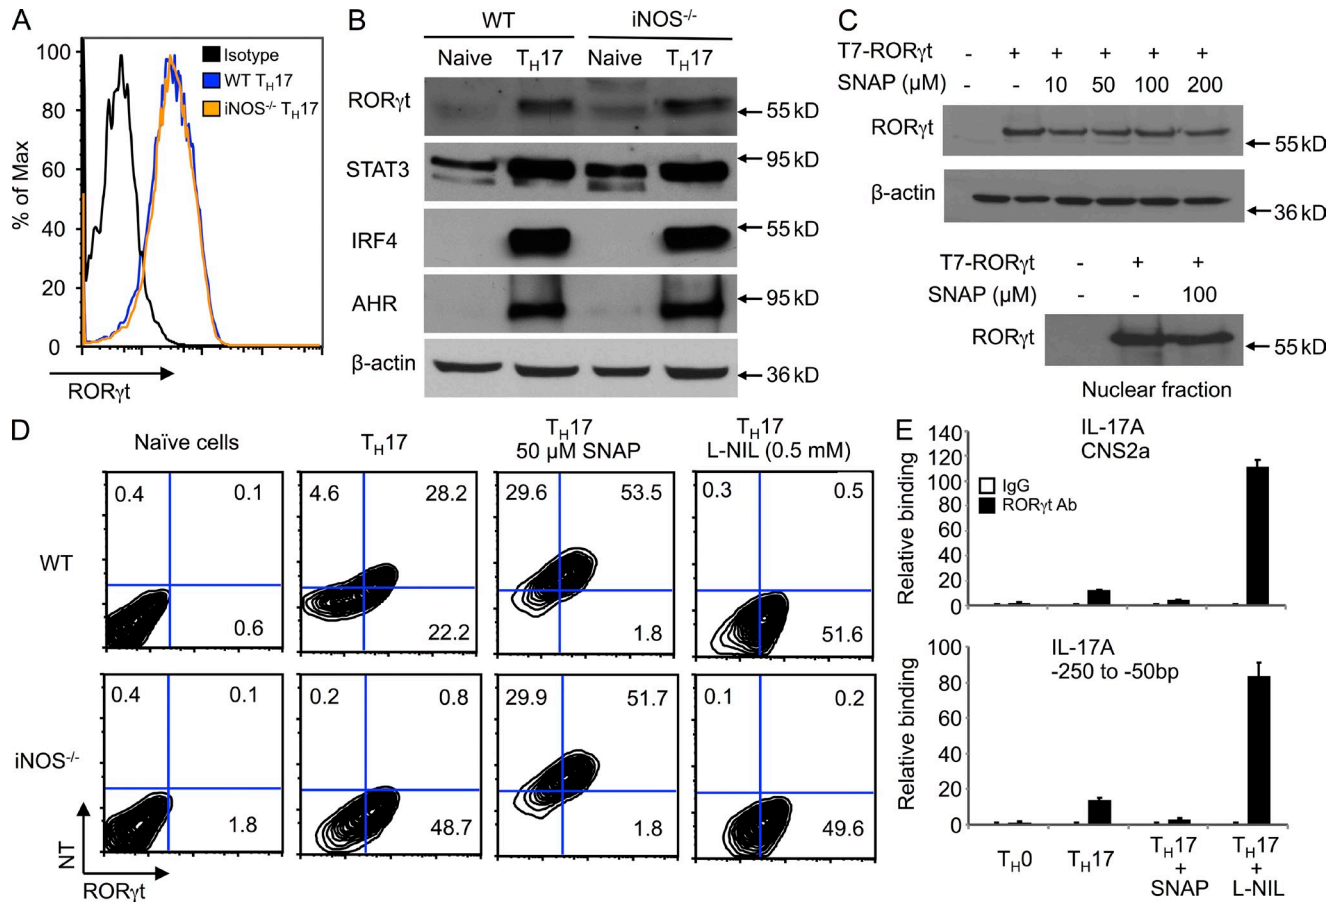 A
100
80
60
40
20
0
% of Max
Isotype
WT TH17
iNOS-/- TH17
RORγt
B
WT
iNOS-/-
Naive
TH17
Naive
TH17
RORγt
55 kD
STAT3
95 kD
IRF4
55 kD
AHR
95 kD
β-actin
36 kD
C
T7-RORγt - + + + + +
SNAP (μM) - - 10 50 100 200
RORγt
55 kD
β-actin
36 kD
T7-RORγt - + +
SNAP (μM) - - 100
RORγt
55 kD
Nuclear fraction
D
Naïve cells
TH17
TH17
50 μM SNAP
TH17
L-NIL (0.5 mM)
WT
0.4 0.1
0.6
4.6 28.2
22.2
29.6 53.5
1.8
0.3 0.5
51.6
iNOS-/-
0.4 0.1
1.8
0.2 0.8
48.7
29.9 51.7
1.8
0.1 0.2
49.6
NT
RORγt
E
IL-17A
CNS2a
IgG
RORγt Ab
Relative binding
140
120
100
80
60
40
20
0
IL-17A
-250 to -50bp
Relative binding
100
80
60
40
20
0
TH0
TH17
TH17
+
SNAP
TH17
+
L-NIL